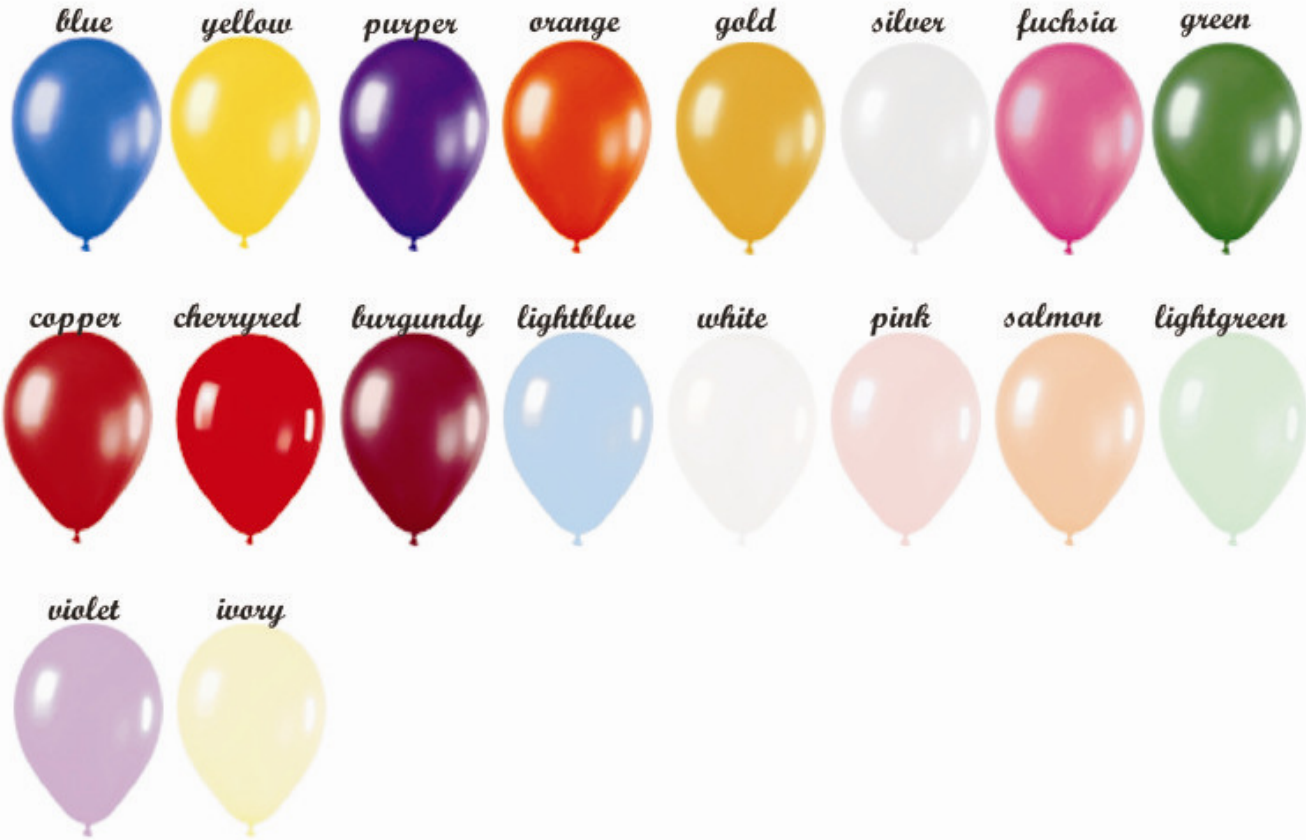 blue yellow purper orange gold silver fuchsia green
copper cherryred burgundy lightblue white pink salmon lightgreen
violet ivory